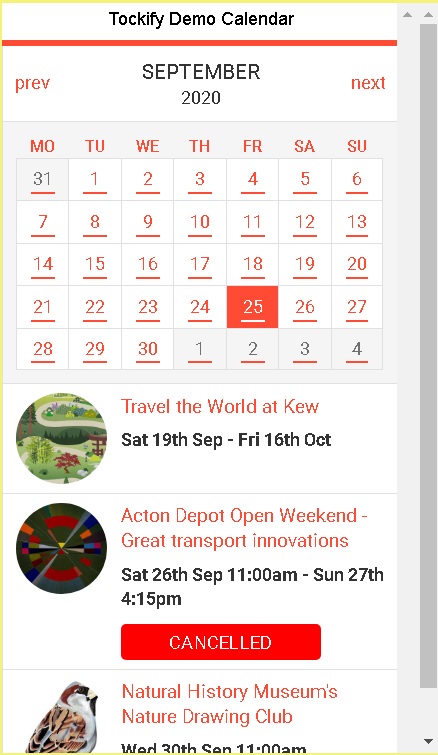 Tockify Demo Calendar
prev
SEPTEMBER
2020
next
MO TU WE TH FR SA SU
31 1 2 3 4 5 6
7 8 9 10 11 12 13
14 15 16 17 18 19 20
21 22 23 24 25 26 27
28 29 30 1 2 3 4
Travel the World at Kew
Sat 19th Sep - Fri 16th Oct
Acton Depot Open Weekend -
Great transport innovations
Sat 26th Sep 11:00am - Sun 27th
4:15pm
CANCELLED
Natural History Museum's
Nature Drawing Club
Wed 30th Sep 11:00am